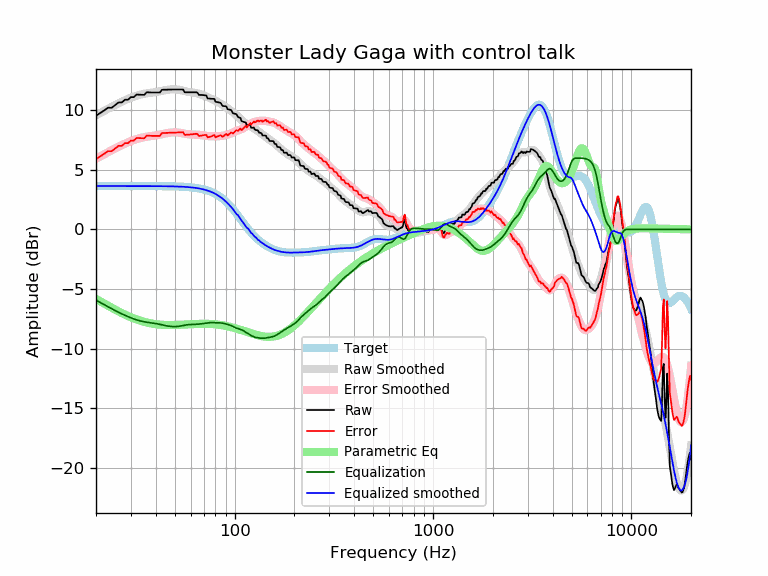 Monster Lady Gaga with control talk
10
5
0
−5
−10
−15
−20
Amplitude (dBr)
Target
Raw Smoothed
Error Smoothed
Raw
Error
Parametric Eq
Equalization
Equalized smoothed
100
1000
10000
Frequency (Hz)